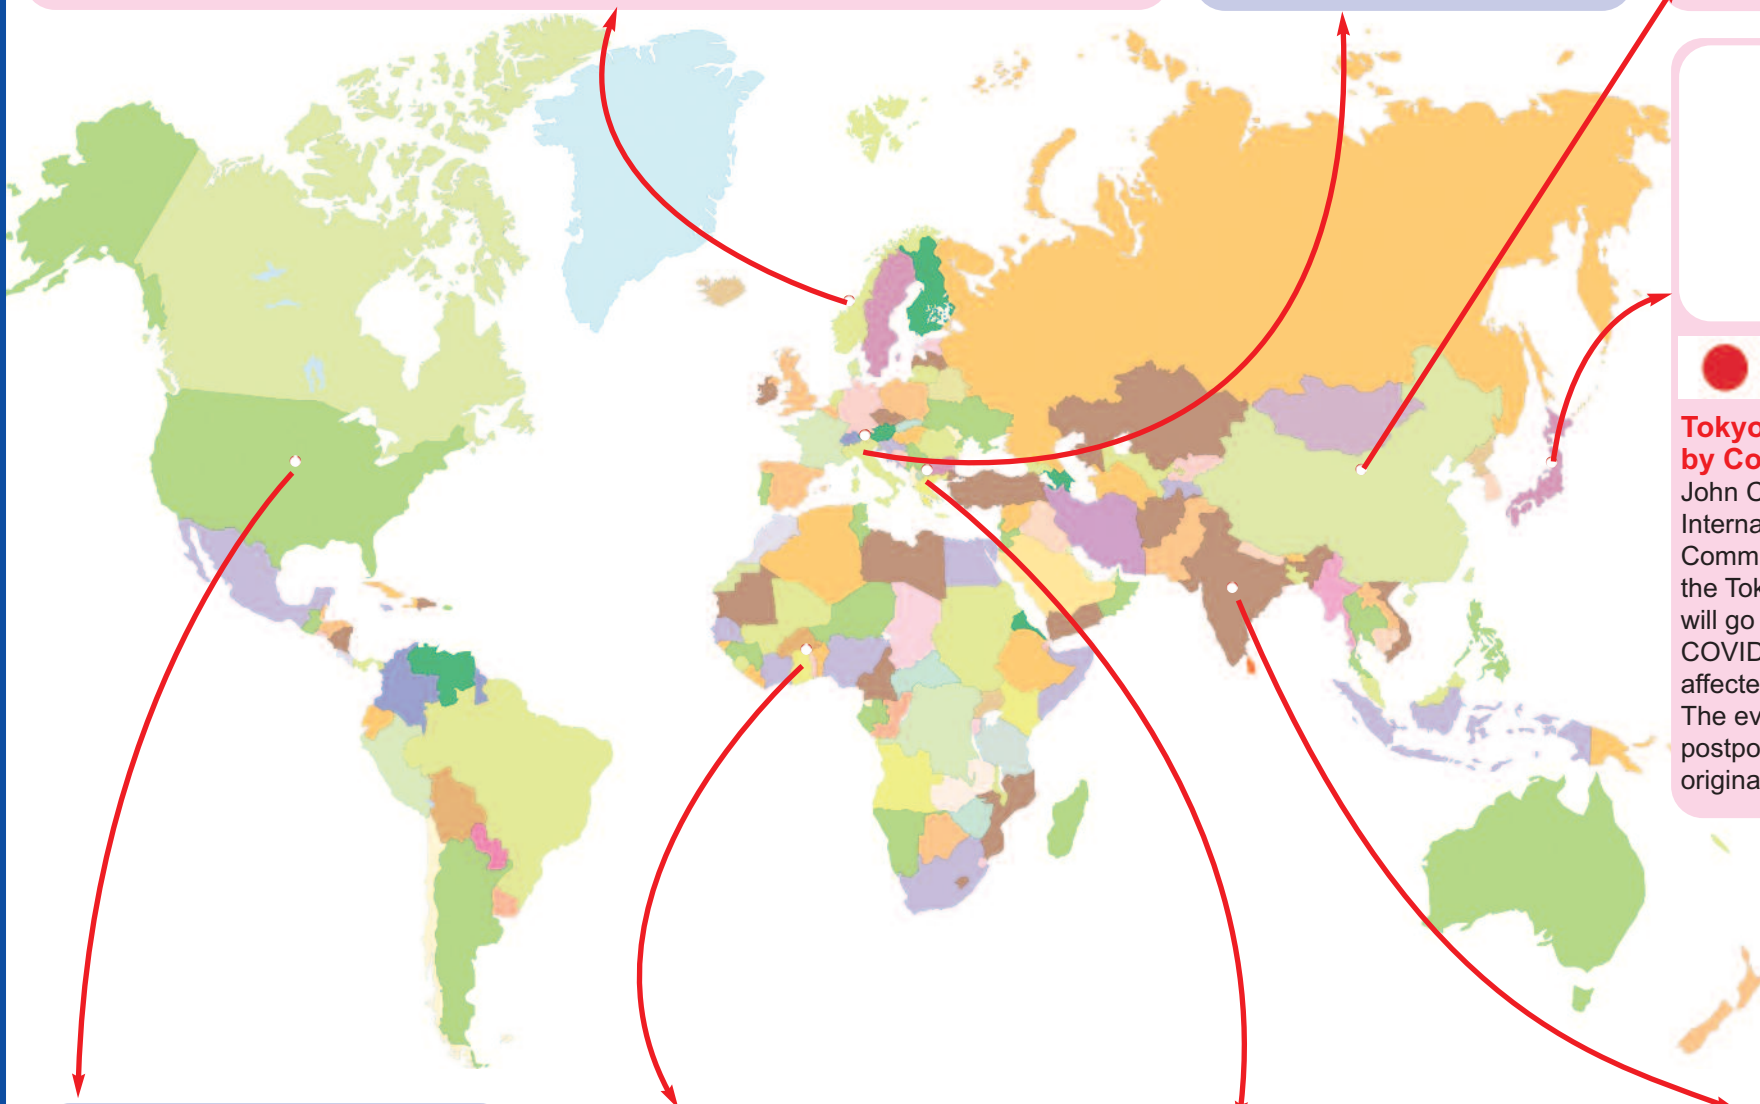 Tokyo
by Co
John C
Interna
Comm
the Tok
will go
COVID
affecte
The ev
postpo
origina